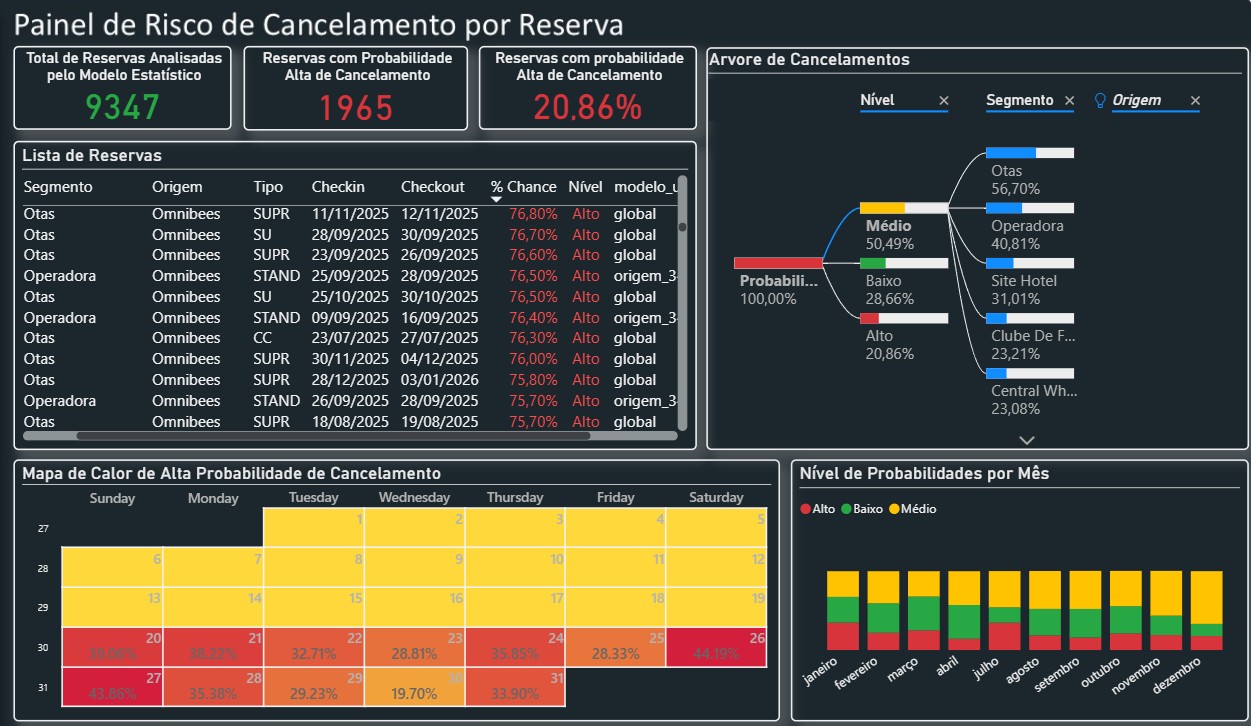 Painel de Risco de Cancelamento por Reserva
Total de Reservas Analisadas
pelo Modelo Estatístico
9347
Reservas com Probabilidade
Alta de Cancelamento
1965
Reservas com probabilidade
Alta de Cancelamento
20,86%
Lista de Reservas
Segmento Origem Tipo Checkin Checkout % Chance Nível modelo_u
Otas Omnibees SUPR 11/11/2025 12/11/2025 76,80% Alto global
Otas Omnibees SU 28/09/2025 30/09/2025 76,70% Alto global
Otas Omnibees SUPR 23/09/2025 26/09/2025 76,60% Alto global
Operadora Omnibees STAND 25/09/2025 28/09/2025 76,50% Alto origem_3
Otas Omnibees SU 25/10/2025 30/10/2025 76,50% Alto global
Operadora Omnibees STAND 09/09/2025 16/09/2025 76,40% Alto origem_3
Otas Omnibees CC 23/07/2025 27/07/2025 76,30% Alto global
Otas Omnibees SUPR 30/11/2025 04/12/2025 76,00% Alto global
Otas Omnibees SUPR 28/12/2025 03/01/2026 75,80% Alto global
Operadora Omnibees STAND 26/09/2025 28/09/2025 75,70% Alto origem_3
Otas Omnibees SUPR 18/08/2025 19/08/2025 75,70% Alto global
Arvore de Cancelamentos
Nível Segmento Origem
Probabili...
100,00%
Médio
50,49%
Baixo
28,66%
Alto
20,86%
Otas
56,70%
Operadora
40,81%
Site Hotel
31,01%
Clube De F...
23,21%
Central Wh...
23,08%
Mapa de Calor de Alta Probabilidade de Cancelamento
Sunday Monday Tuesday Wednesday Thursday Friday Saturday
27 1 2 3 4 5
28 6 7 8 9 10 11 12
29 13 14 15 16 17 18 19
30 20 21 22 23 24 25 26
38.22% 32.71% 28.81% 35.85% 28.33% 44.19%
31 27 28 29 30 31
43.86% 35.38% 29.23% 19.70% 33.90%
Nível de Probabilidades por Mês
Alto Baixo Médio
janeiro fevereiro março abril julho agosto setembro outubro novembro dezembro